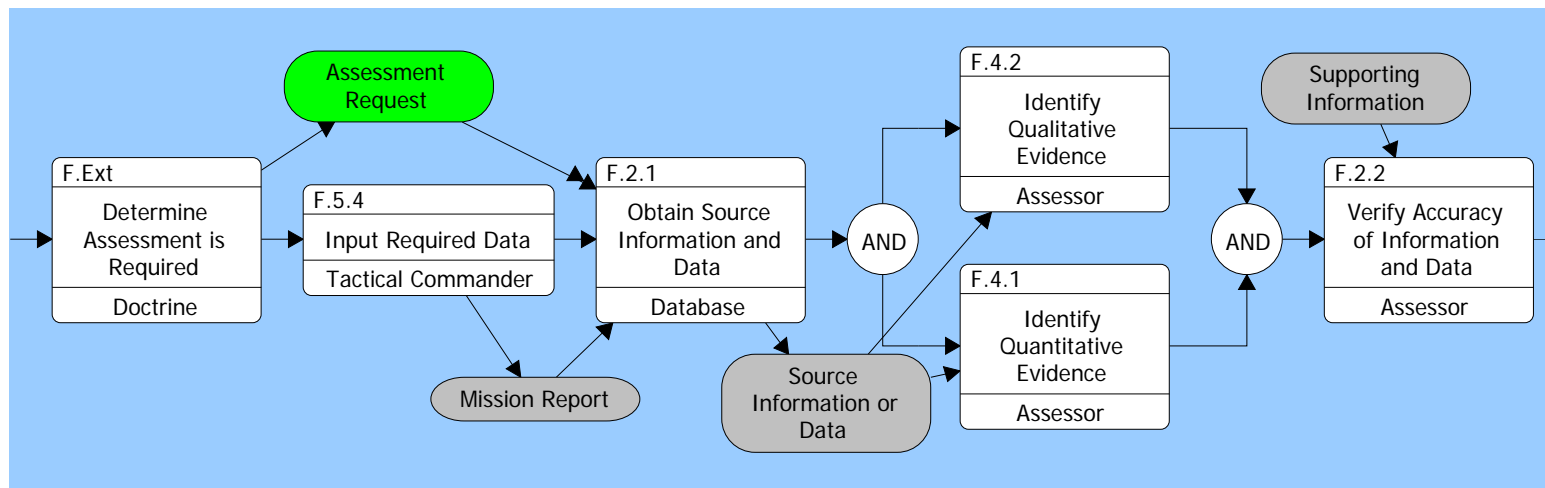 Assessment
Request
F.Ext
Determine
Assessment is
Required
Doctrine
F.5.4
Input Required Data
Tactical Commander
Mission Report
F.2.1
Obtain Source
Information and
Data
Database
Source
Information or
Data
AND
F.4.2
Identify
Qualitative
Evidence
Assessor
F.4.1
Identify
Quantitative
Evidence
Assessor
AND
Supporting
Information
F.2.2
Verify Accuracy
of Information
and Data
Assessor